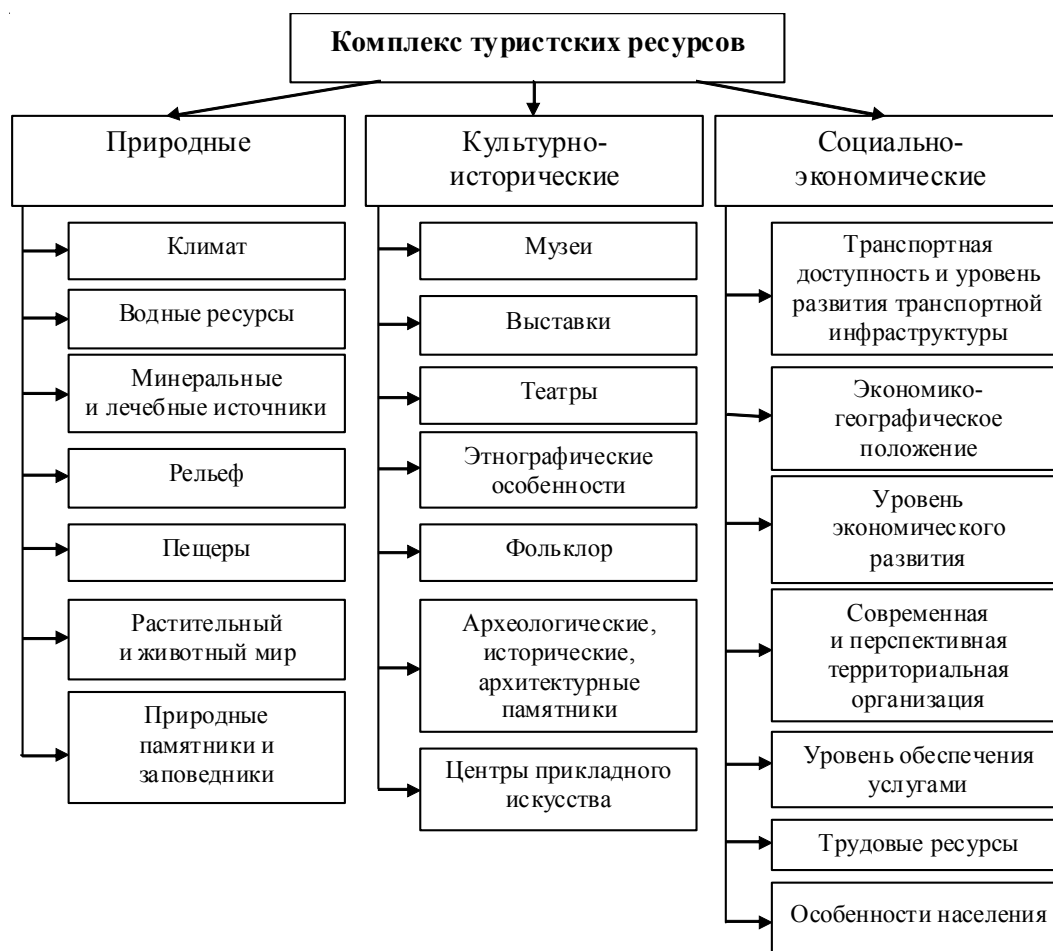 Комплекс туристских ресурсов
Природные
Климат
Водные ресурсы
Минеральные
и лечебные источники
Рельеф
Пещеры
Растительный
и животный мир
Природные
памятники и
заповедники
Культурно-
исторические
Музеи
Выставки
Театры
Этнографические
особенности
Фольклор
Археологические,
исторические,
архитектурные
памятники
Центры прикладного
искусства
Социально-
экономические
Транспортная
доступность и уровень
развития транспортной
инфраструктуры
Экономико-
географическое
положение
Уровень
экономического
развития
Современная
и перспективная
территориальная
организация
Уровень обеспечения
услугами
Трудовые ресурсы
Особенности населения